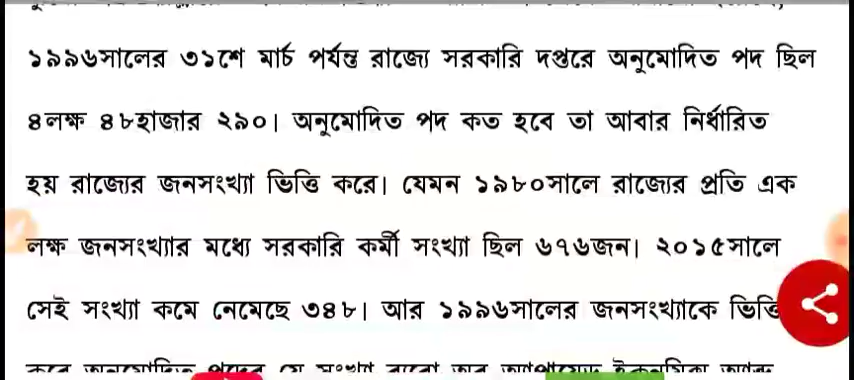 ১৯৯৬সালের ৩১শে মার্চ পর্যন্ত রাজ্যে সরকারি দপ্তরে অনুমোদিত পদ ছিল
৪লক্ষ ৪৮হাজার ২৯০। অনুমোদিত পদ কত হবে তা আবার নির্ধারিত
হয় রাজ্যের জনসংখ্যা ভিত্তি করে। যেমন ১৯৮০সালে রাজ্যের প্রতি এক
লক্ষ জনসংখ্যার মধ্যে সরকারি কর্মী সংখ্যা ছিল ৬৭৬জন। ২০১৫সালে
সেই সংখ্যা কমে নেমেছে ৩৪৮। আর ১৯৯৬সালের জনসংখ্যাকে ভিত্তি